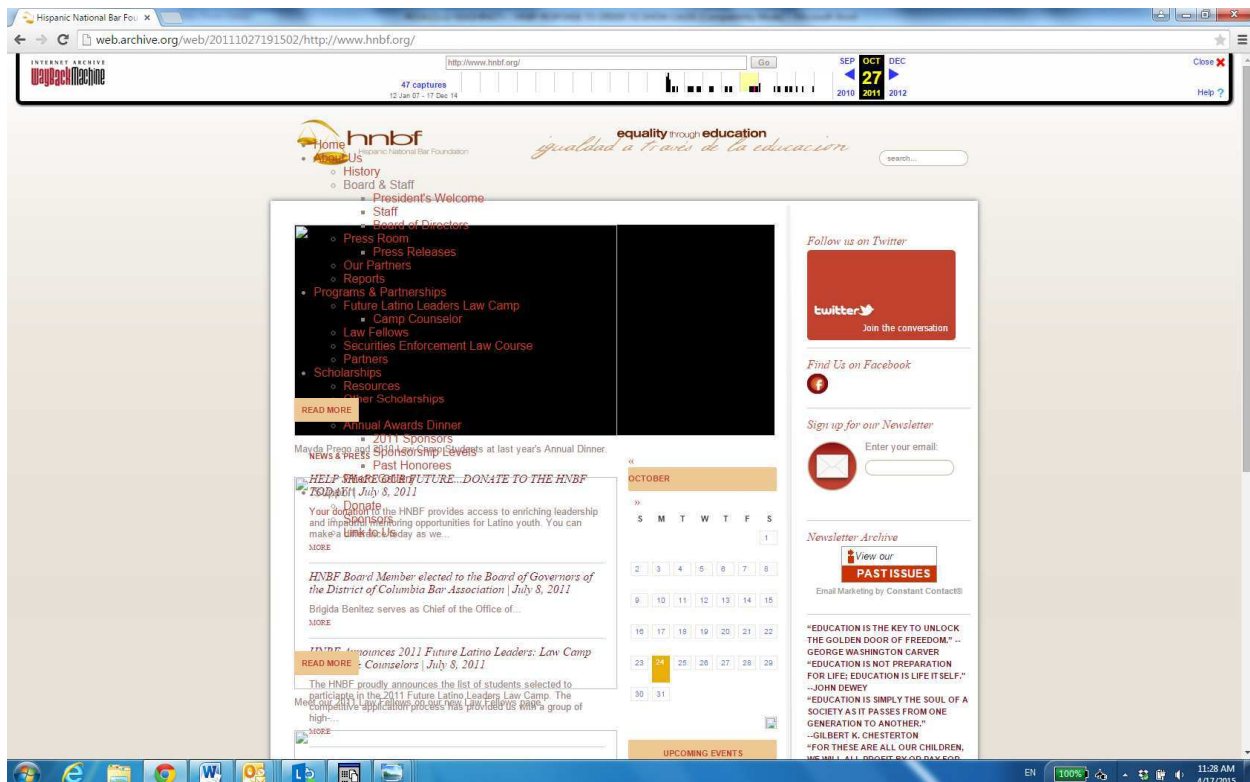 Hispanic National Bar Fou
web.archive.org/web/20111027191502/http://www.hnbf.org/
INTERNET ARCHIVE
WayBackMachine
http://www.hnbf.org/
Go
47 captures
12 Jan 07 - 17 Dec 14
SEP OCT DEC
27
2010 2011 2012
Close
Help ?
hnbf
Hispanic National Bar Foundation
equality through education
igualdad a través de la educacion
search...
Home
About Us
History
Board & Staff
President's Welcome
Staff
Board of Directors
Press Room
Press Releases
Our Partners
Reports
Programs & Partnerships
Future Latino Leaders Law Camp
Camp Counselor
Law Fellows
Securities Enforcement Law Course
Partners
Scholarships
Resources
Other Scholarships
READ MORE
Annual Awards Dinner
2011 Sponsors
Sponsorship Levels
Past Honorees
Donate
Sponsors
Link to Us
Mayda Prego and 2010 Law Camp Students at last year's Annual Dinner
NEWS & PRESS
HELP SHAPE OUR FUTURE...DONATE TO THE HNBF
TODAY! | July 8, 2011
Your donation to the HNBF provides access to enriching leadership
and impactful mentoring opportunities for Latino youth. You can
make a difference today as we...
MORE
HNBF Board Member elected to the Board of Governors of
the District of Columbia Bar Association | July 8, 2011
Brigida Benitez serves as Chief of the Office of...
MORE
HNBF Announces 2011 Future Latino Leaders: Law Camp
Counselors | July 8, 2011
READ MORE
The HNBF proudly announces the list of students selected to
particiapte in the 2011 Future Latino Leaders Law Camp. The
competitive application process has provided us with a group of
high-...
MORE
Meet our 2011 Law Fellows on our new Law Fellows page
«
OCTOBER
»
S M T W T F S
1
2 3 4 5 6 7 8
9 10 11 12 13 14 15
16 17 18 19 20 21 22
23 24 25 26 27 28 29
30 31
UPCOMING EVENTS
Follow us on Twitter
twitter
Join the conversation
Find Us on Facebook
Sign up for our Newsletter
Enter your email:
Newsletter Archive
View our
PAST ISSUES
Email Marketing by Constant Contact®
“EDUCATION IS THE KEY TO UNLOCK
THE GOLDEN DOOR OF FREEDOM.” --
GEORGE WASHINGTON CARVER
“EDUCATION IS NOT PREPARATION
FOR LIFE; EDUCATION IS LIFE ITSELF.”
--JOHN DEWEY
“EDUCATION IS SIMPLY THE SOUL OF A
SOCIETY AS IT PASSES FROM ONE
GENERATION TO ANOTHER.”
--GILBERT K. CHESTERTON
“FOR THESE ARE ALL OUR CHILDREN,
WE WILL ALL PROFIT BY OR PAY FOR
EN
100%
11:28 AM
4/17/2015